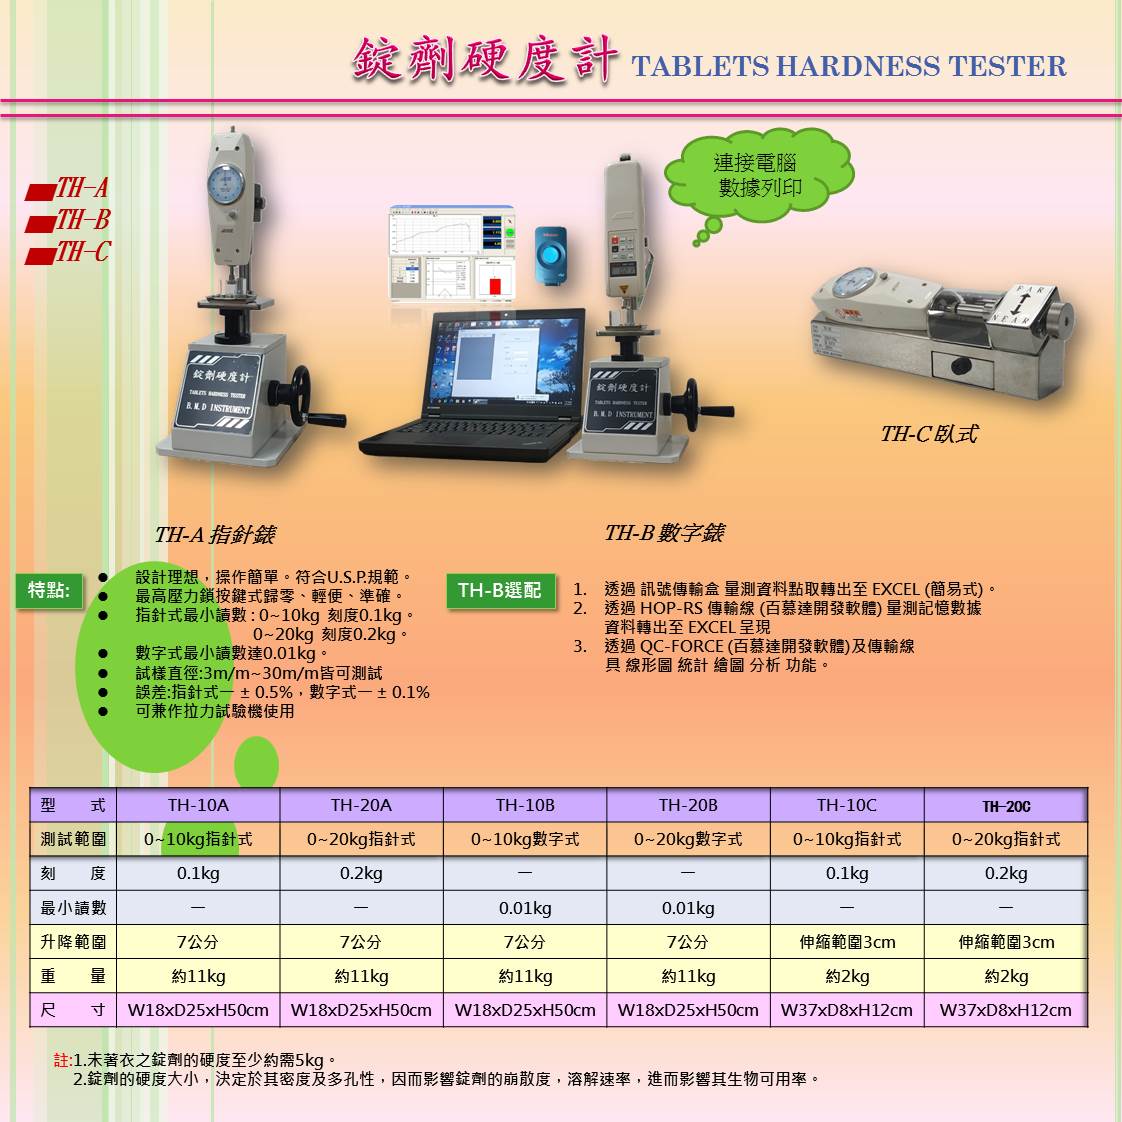 錠劑硬度計 TABLETS HARDNESS TESTER
TH-A
TH-B
TH-C
連接電腦
數據列印
錠劑硬度計
TABLETS HARDNESS TESTER
B. M. D INSTRUMENT
錠劑硬度計
TABLETS HARDNESS TESTER
B. M. D INSTRUMENT
FAR
NEAR
TH-C臥式
TH-A 指針錶
TH-B 數字錶
特點:
● 設計理想，操作簡單。符合U.S.P.規範。
● 最高壓力鎖按鍵式歸零、輕便、準確。
● 指針式最小讀數 : 0~10kg 刻度0.1kg。
0~20kg 刻度0.2kg。
● 數字式最小讀數達0.01kg。
● 試樣直徑:3m/m~30m/m皆可測試
● 誤差:指針式一 ± 0.5%，數字式一 ± 0.1%
● 可兼作拉力試驗機使用
TH-B選配
1. 透過 訊號傳輸盒 量測資料點取轉出至 EXCEL (簡易式)。
2. 透過 HOP-RS 傳輸線 (百慕達開發軟體) 量測記憶數據
資料轉出至 EXCEL 呈現
3. 透過 QC-FORCE (百慕達開發軟體)及傳輸線
具 線形圖 統計 繪圖 分析 功能。
型 式 TH-10A TH-20A TH-10B TH-20B TH-10C TH-20C
測試範圍 0~10kg指針式 0~20kg指針式 0~10kg數字式 0~20kg數字式 0~10kg指針式 0~20kg指針式
刻 度 0.1kg 0.2kg — — 0.1kg 0.2kg
最小讀數 — — 0.01kg 0.01kg — —
升降範圍 7公分 7公分 7公分 7公分 伸縮範圍3cm 伸縮範圍3cm
重 量 約11kg 約11kg 約11kg 約11kg 約2kg 約2kg
尺 寸 W18xD25xH50cm W18xD25xH50cm W18xD25xH50cm W18xD25xH50cm W37xD8xH12cm W37xD8xH12cm
註:1.未著衣之錠劑的硬度至少約需5kg。
2.錠劑的硬度大小，決定於其密度及多孔性，因而影響錠劑的崩散度，溶解速率，進而影響其生物可用率。